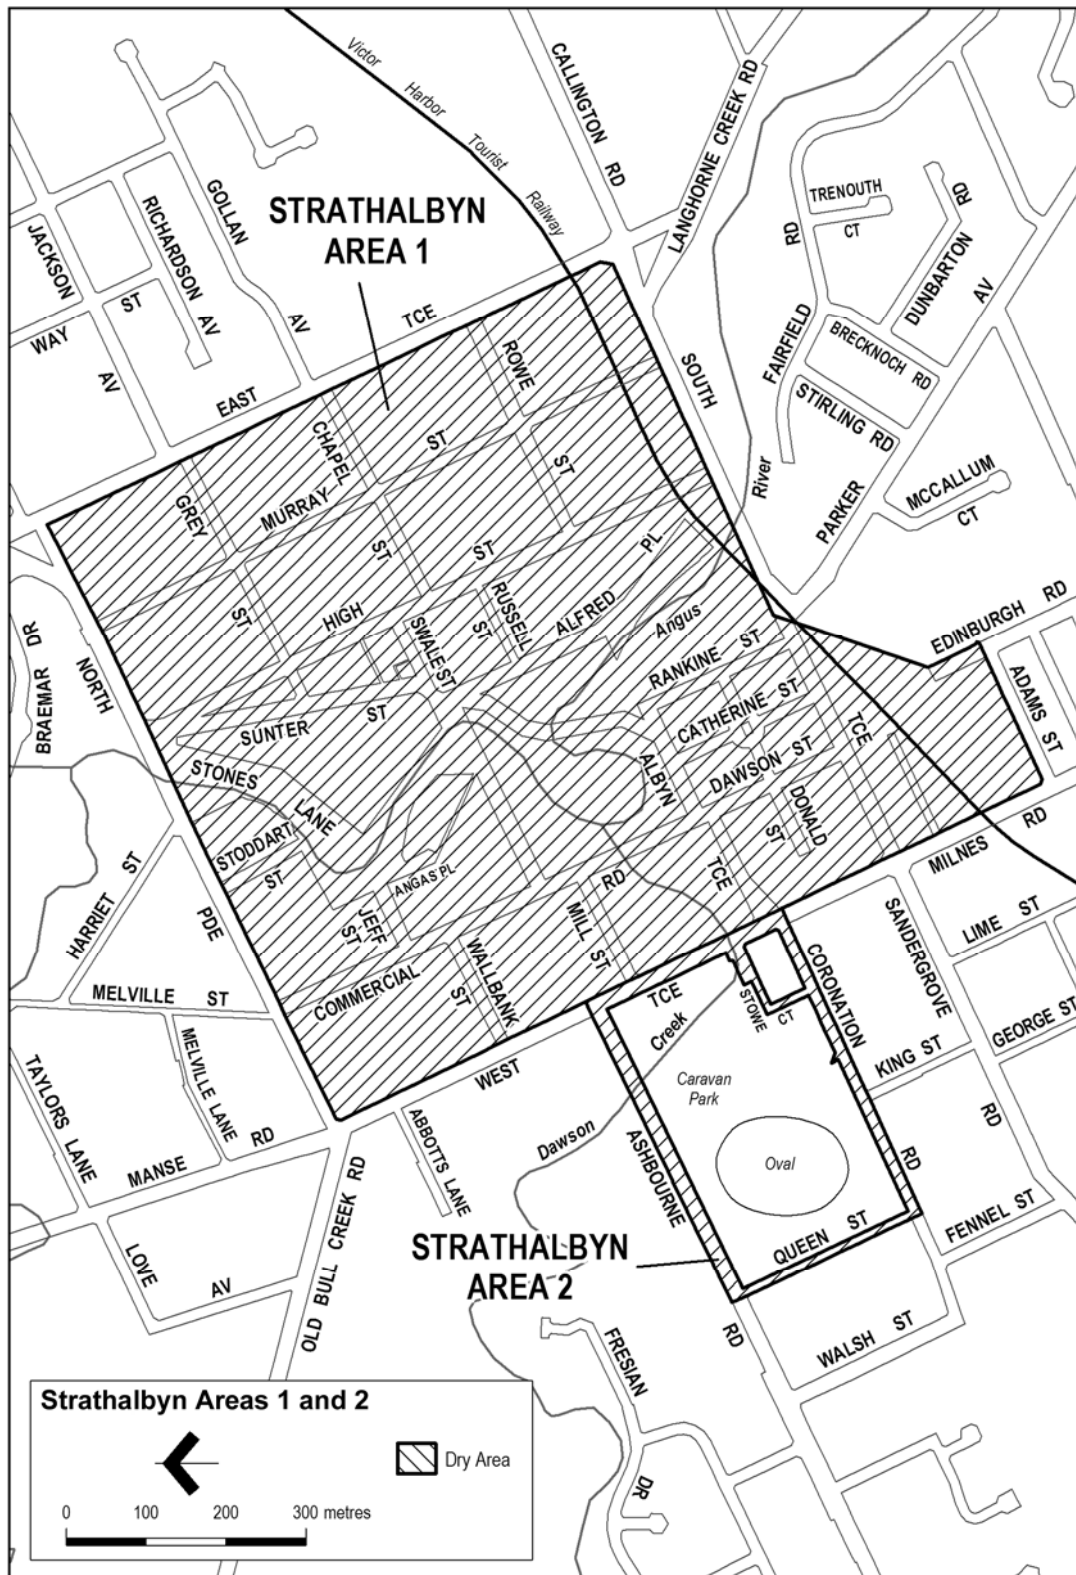 Victor
Harbor
Tourist
Railway
CALLINGTON
RD
LANGHORNE CREEK RD
TRENOUTH
CT
DUNBARTON
RD
RD
FAIRFIELD
BRECKNOCH RD
STIRLING RD
AV
PARKER
MCCALLUM
CT
JACKSON
AV
RICHARDSON
AV
GOLLAN
AV
WAY
ST
STRATHALBYN
AREA 1
EAST
TCE
SOUTH
TCE
River
Angus
ROWE
ST
CHAPEL
ST
MURRAY
ST
GREY
ST
HIGH
ST
SWALE ST
RUSSELL
ST
ALFRED
PL
RANKINE ST
CATHERINE ST
DAWSON ST
DONALD
ST
ALBYN
TCE
EDINBURGH RD
ADAMS ST
BRAEMAR DR
NORTH
PDE
SUNTER
ST
STONES
LANE
STODDART
ST
ANGAS PL
JEFF
ST
COMMERCIAL
RD
WALLBANK
ST
MILL
ST
HARRIET ST
MELVILLE ST
MELVILLE LANE
TAYLORS LANE
MANSE
RD
LOVE
AV
OLD BULL CREEK RD
ABBOTTS LANE
WEST
TCE
Dawson
Creek
STOWE
CT
CORONATION
RD
MILNES
RD
SANDERGROVE
RD
LIME ST
GEORGE ST
KING ST
FENNEL ST
Caravan
Park
Oval
ASHBOURNE
RD
QUEEN ST
WALSH ST
STRATHALBYN
AREA 2
FRESIAN
DR
Strathalbyn Areas 1 and 2
Dry Area
0 100 200 300 metres